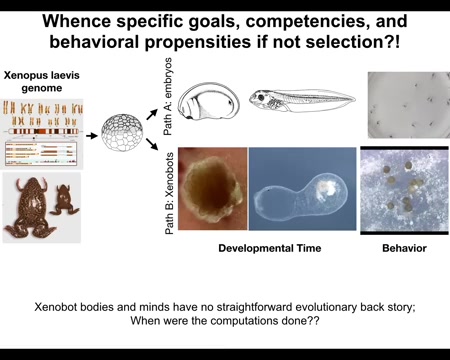 Whence specific goals, competencies, and
behavioral propensities if not selection?!
Xenopus laevis
genome
Path A: embryos
Path B: Xenobots
Developmental Time
Behavior
Xenobot bodies and minds have no straightforward evolutionary back story;
When were the computations done??